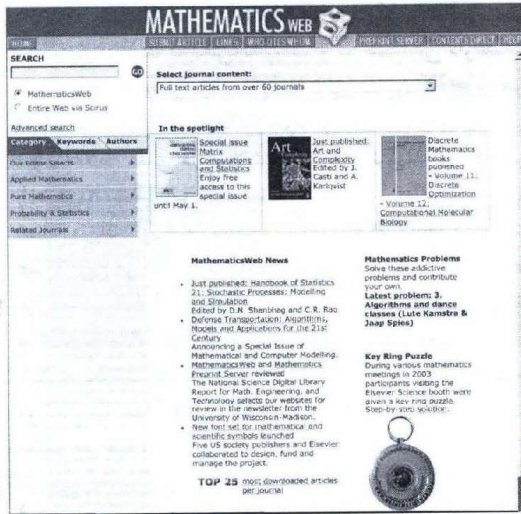 MATHEMATICS WEB
HOME
SUBMIT ARTICLE | LINKS | WHO CITES WHOM
PREPRINT SERVER | CONTENTS DIRECT | HELP
SEARCH
GO
MathematicsWeb
Entire Web via Scirus
Advanced search
Category Keywords Authors
Our Editor Selects
Applied Mathematics
Pure Mathematics
Probability & Statistics
Related Journals
Select journal content:
Full text articles from over 60 journals
In the spotlight
Special issue
Matrix
Computations
and Statistics
Enjoy free
access to this
special issue
until May 1.
Art
Complexity
Just published:
Art and
Complexity
Edited by J.
Casti and A.
Karlqvist
Discrete
Mathematics
books
published
- Volume 11:
Discrete
Optimization
- Volume 12:
Computational Molecular
Biology
MathematicsWeb News
Just published: Handbook of Statistics
21: Stochastic Processes: Modelling
and Simulation
Edited by D.N. Shanbhag and C.R. Rao
Defense Transportation: Algorithms,
Models and Applications for the 21st
Century
Announcing a Special Issue of
Mathematical and Computer Modelling.
MathematicsWeb and Mathematics
Preprint Server reviewed
The National Science Digital Library
Report for Math, Engineering, and
Technology selects our websites for
review in the newsletter from the
University of Wisconsin-Madison.
New font set for mathematical and
scientific symbols launched
Five US society publishers and Elsevier
collaborated to design, fund and
manage the project.
TOP 25 most downloaded articles
per journal
Mathematics Problems
Solve these addictive
problems and contribute
your own.
Latest problem: 3.
Algorithms and dance
classes (Lute Kamstra &
Jaap Spies)
Key Ring Puzzle
During various mathematics
meetings in 2003
participants visiting the
Elsevier Science booth were
given a key ring puzzle.
Step-by-step solution...